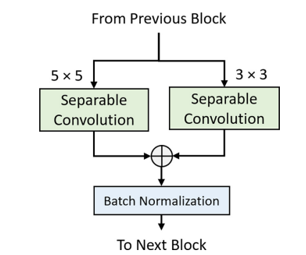 From Previous Block
5 × 5
3 × 3
Separable
Convolution
Separable
Convolution
Batch Normalization
To Next Block